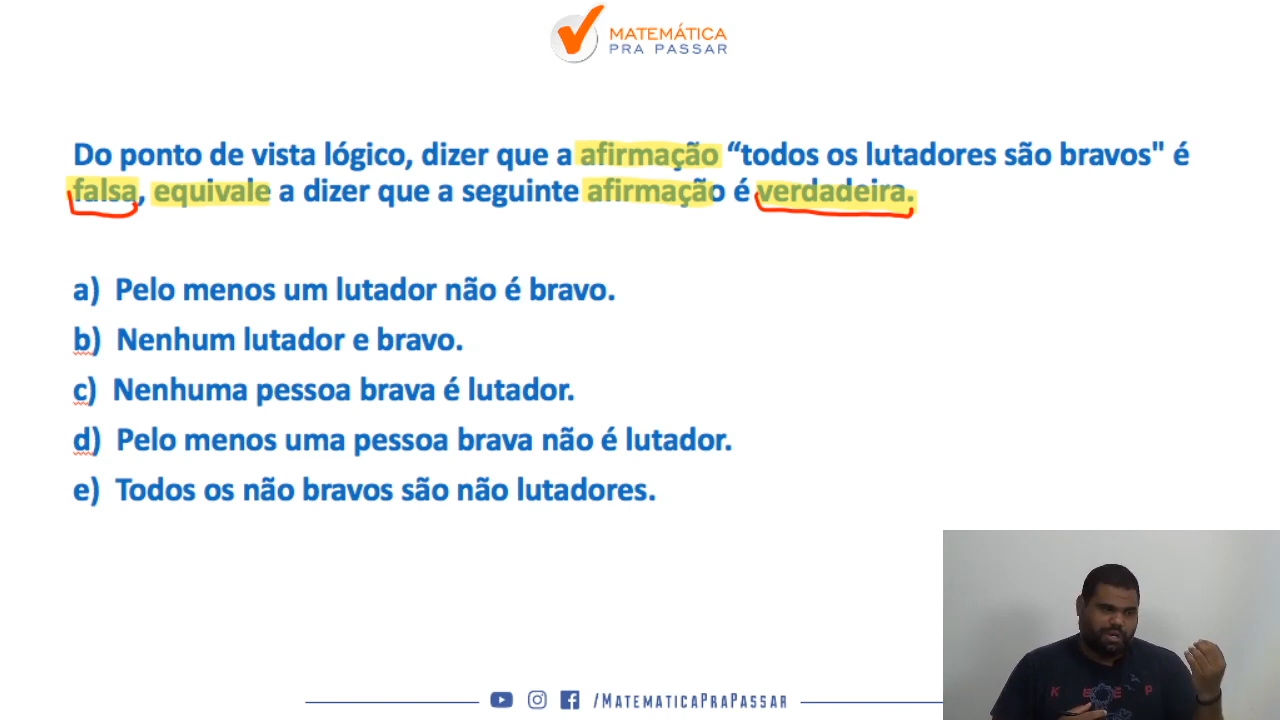 MATEMÁTICA
PRA PASSAR
Do ponto de vista lógico, dizer que a afirmação “todos os lutadores são bravos" é
falsa, equivale a dizer que a seguinte afirmação é verdadeira.
a) Pelo menos um lutador não é bravo.
b) Nenhum lutador e bravo.
c) Nenhuma pessoa brava é lutador.
d) Pelo menos uma pessoa brava não é lutador.
e) Todos os não bravos são não lutadores.
K E E P
/MATEMATICAPRAPASSAR